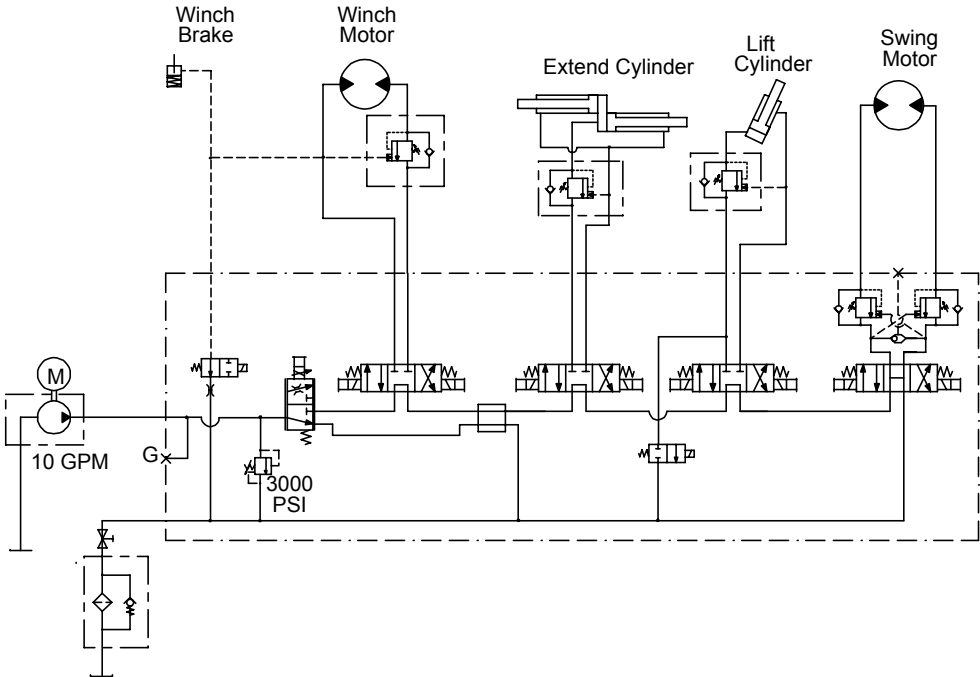 Winch
Brake
Winch
Motor
Extend Cylinder
Lift
Cylinder
Swing
Motor
M
10 GPM
G
3000
PSI